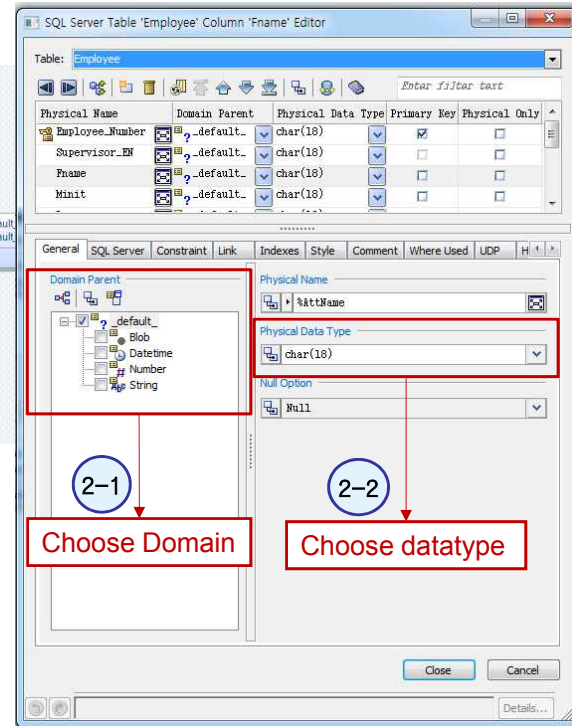 SQL Server Table 'Employee' Column 'Fname' Editor
Table: Employee
Enter filter text
Physical Name Domain Parent Physical Data Type Primary Key Physical Only
Employee_Number _default_ char(18)
Supervisor_EN _default_ char(18)
Fname _default_ char(18)
Minit _default_ char(18)
General SQL Server Constraint Link Indexes Style Comment Where Used UDP H
Domain Parent
_default_
Blob
Datetime
Number
String
Physical Name
%AttName
Physical Data Type
char(18)
Null Option
Null
2-1
Choose Domain
2-2
Choose datatype
Close Cancel
Details...